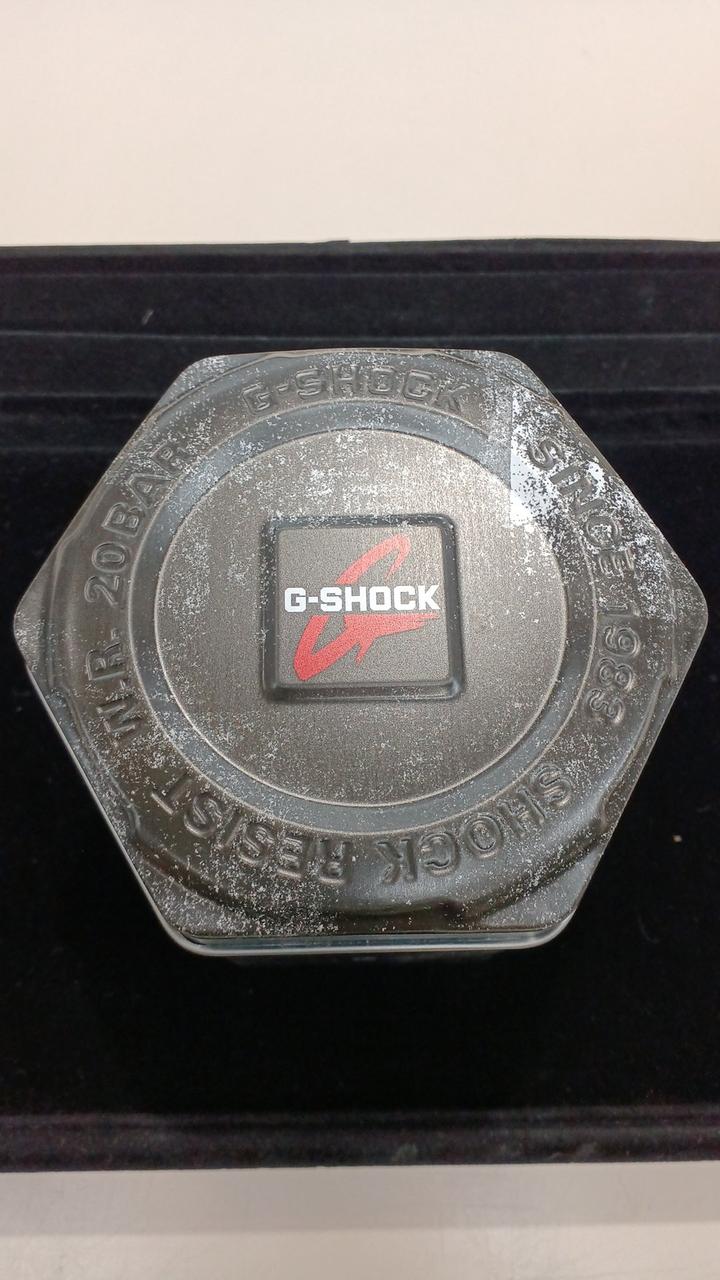 G-SHOCK
SINCE 1983
SHOCK RESIST
W.R. 20BAR
G-SHOCK